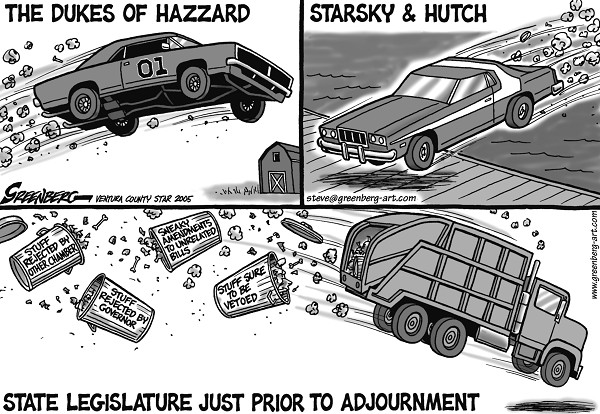 THE DUKES OF HAZZARD
01
GREENBERG— VENTURA COUNTY STAR 2005
STARSKY & HUTCH
steve@greenberg-art.com
STUFF
REJECTED BY
OTHER CHAMBER
SNEAKY
AMENDMENTS
TO UNRELATED
BILLS
STUFF
REJECTED BY
GOVERNOR
STUFF SURE
TO BE
VETOED
www.greenberg-art.com
STATE LEGISLATURE JUST PRIOR TO ADJOURNMENT